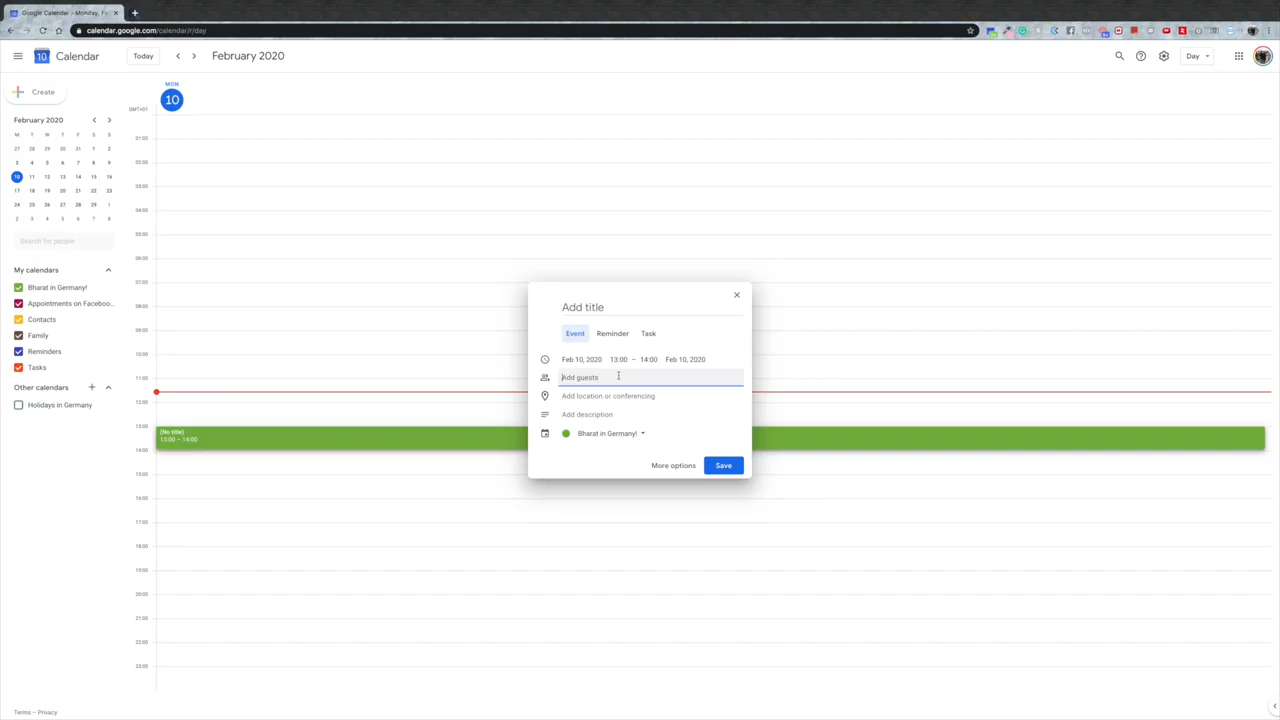 Google Calendar - Monday, Fe
calendar.google.com/calendar/r/day
10
Calendar
Today
February 2020
Day
Create
MON
10
GMT+01
February 2020
M T W T F S S
27 28 29 30 31 1 2
3 4 5 6 7 8 9
10 11 12 13 14 15 16
17 18 19 20 21 22 23
24 25 26 27 28 29 1
2 3 4 5 6 7 8
Search for people
My calendars
Bharat in Germany!
Appointments on Faceboo...
Contacts
Family
Reminders
Tasks
Other calendars
Holidays in Germany
01:00
02:00
03:00
04:00
05:00
06:00
07:00
08:00
09:00
10:00
11:00
12:00
13:00
14:00
15:00
16:00
17:00
18:00
19:00
20:00
21:00
22:00
23:00
(No title)
13:00 – 14:00
Add title
Event Reminder Task
Feb 10, 2020 13:00 – 14:00 Feb 10, 2020
Add guests
Add location or conferencing
Add description
Bharat in Germany!
More options Save
Terms – Privacy